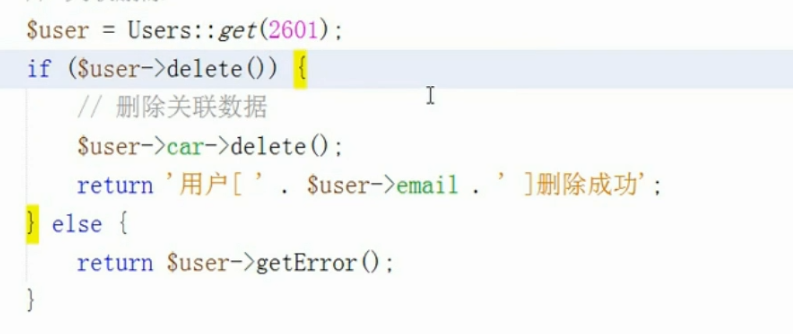 $user = Users::get(2601);
if ($user->delete()) {
// 删除关联数据
$user->car->delete();
return '用户[ ' . $user->email . ' ]删除成功';
} else {
return $user->getError();
}